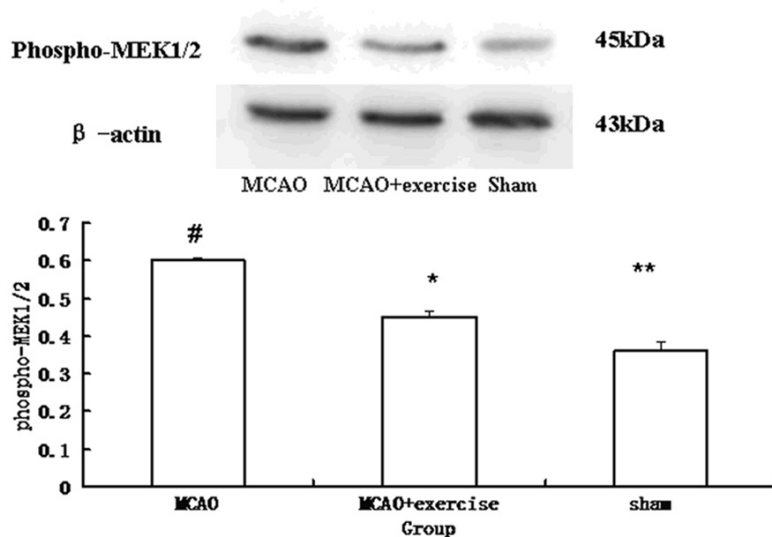 Phospho-MEK1/2 45kDa
β -actin 43kDa
MCAO MCAO+exercise Sham
phospho-MEK1/2
0.7
0.6
0.5
0.4
0.3
0.2
0.1
0
#
*
**
MCAO MCAO+exercise sham
Group